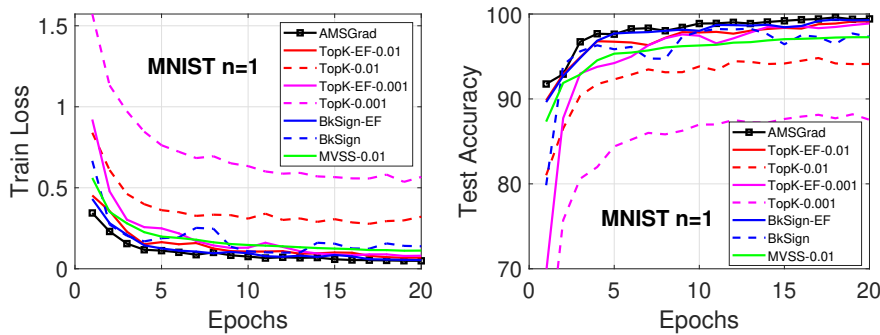 Train Loss
1.5
1
0.5
0
0
5
10
15
20
Epochs
MNIST n=1
AMSGrad
TopK-EF-0.01
TopK-0.01
TopK-EF-0.001
TopK-0.001
BkSign-EF
BkSign
MVSS-0.01
Test Accuracy
100
90
80
70
0
5
10
15
20
Epochs
MNIST n=1
AMSGrad
TopK-EF-0.01
TopK-0.01
TopK-EF-0.001
TopK-0.001
BkSign-EF
BkSign
MVSS-0.01